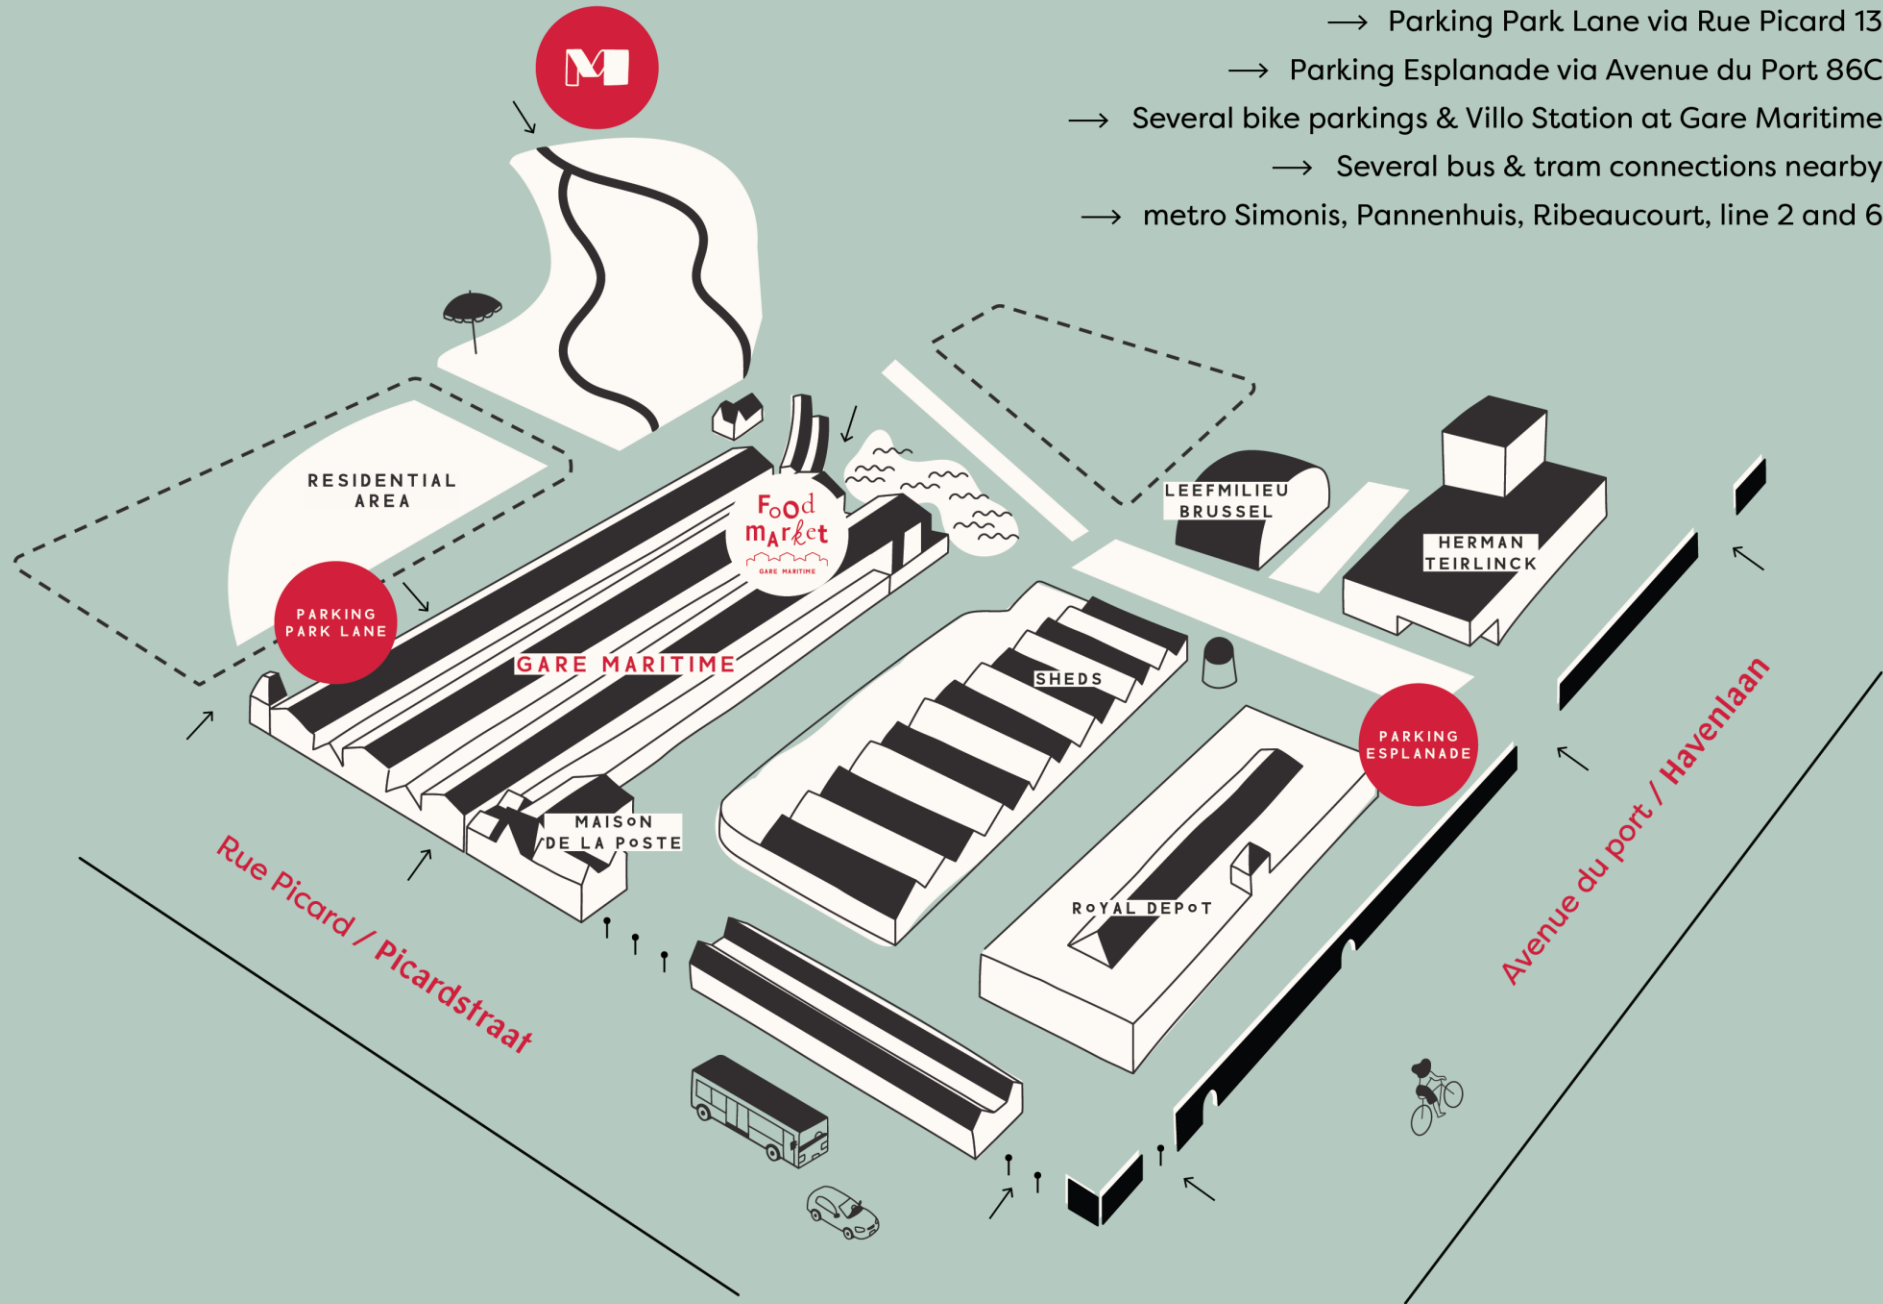 → Parking Park Lane via Rue Picard 13
→ Parking Esplanade via Avenue du Port 86C
→ Several bike parkings & Villo Station at Gare Maritime
→ Several bus & tram connections nearby
→ metro Simonis, Pannenhuis, Ribeaucourt, line 2 and 6
M
RESIDENTIAL
AREA
FOOd
mARket
GARE MARITIME
LEEFMILIEU
BRUSSEL
HERMAN
TEIRLINCK
PARKING
PARK LANE
GARE MARITIME
SHEDS
PARKING
ESPLANADE
MAISoN
DE LA PoSTE
RoYAL DEPoT
Rue Picard / Picardstraat
Avenue du port / Havenlaan